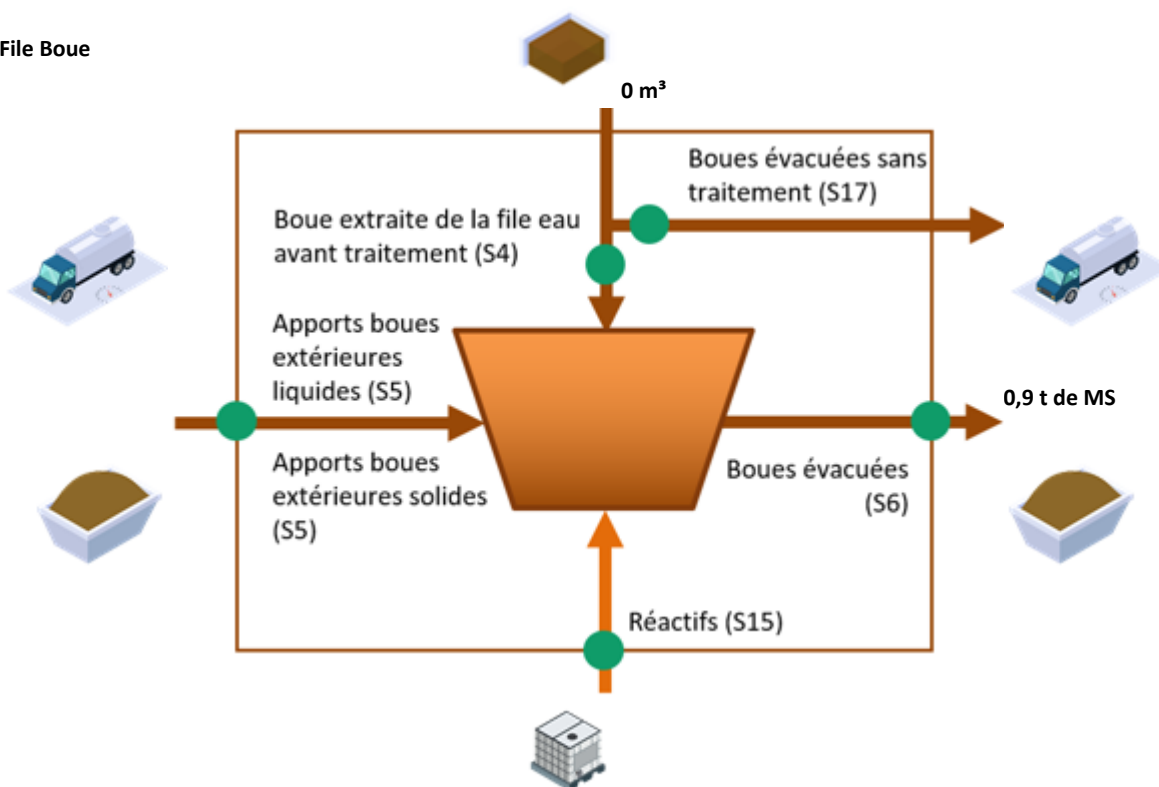 File Boue
0 m³
Boues évacuées sans
traitement (S17)
Boue extraite de la file eau
avant traitement (S4)
Apports boues
extérieures
liquides (S5)
0,9 t de MS
Apports boues
extérieures solides
(S5)
Boues évacuées
(S6)
Réactifs (S15)